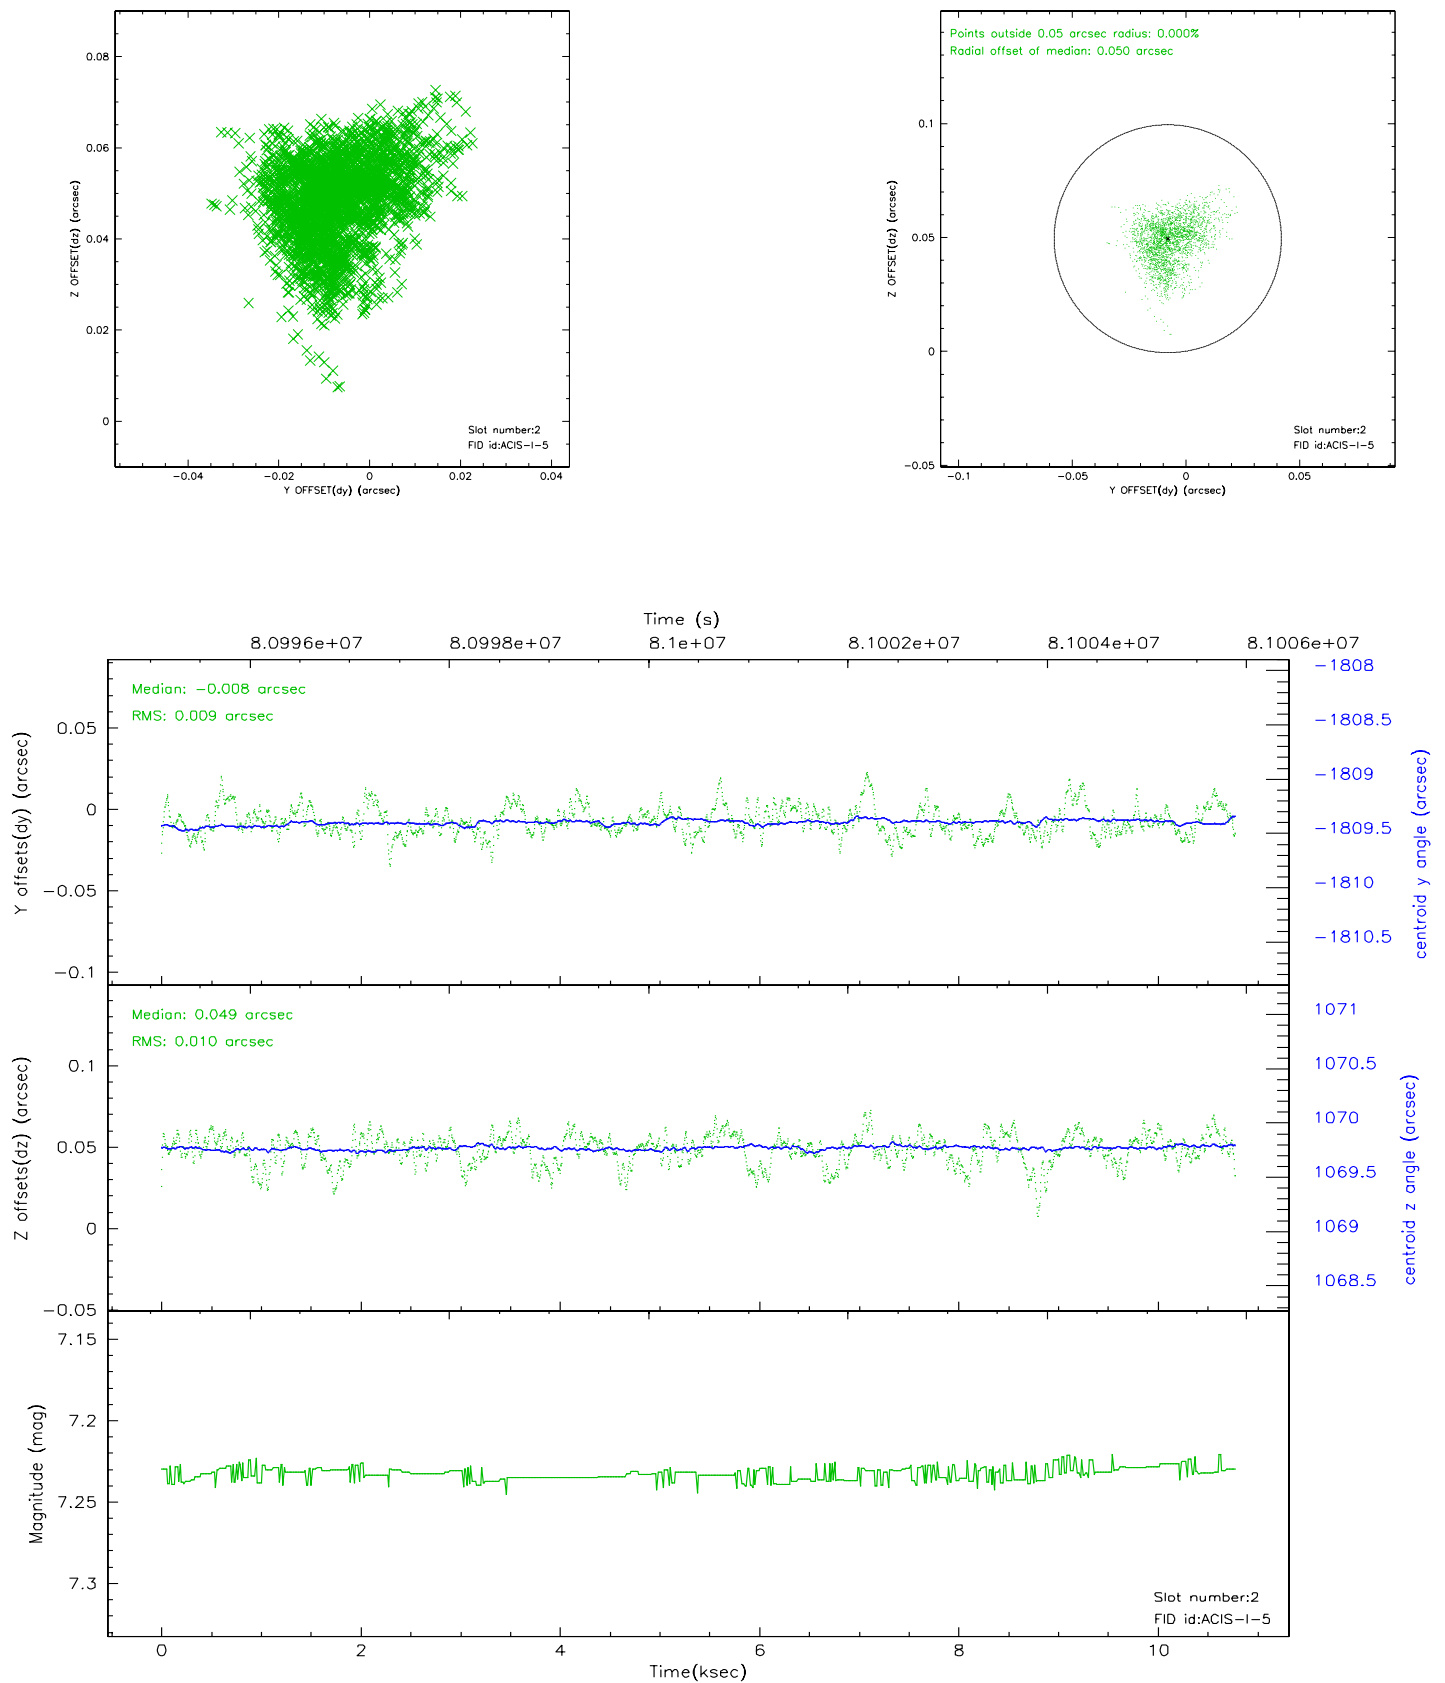 0.08
0.06
0.04
0.02
0
Z OFFSET(dz) (arcsec)
Slot number:2
FID id:ACIS-I-5
-0.04 -0.02 0 0.02 0.04
Y OFFSET(dy) (arcsec)
Points outside 0.05 arcsec radius: 0.000%
Radial offset of median: 0.050 arcsec
0.1
0.05
0
-0.05
Z OFFSET(dz) (arcsec)
Slot number:2
FID id:ACIS-I-5
-0.1 -0.05 0 0.05
Y OFFSET(dy) (arcsec)
Time (s)
8.0996e+07 8.0998e+07 8.1e+07 8.1002e+07 8.1004e+07 8.1006e+07
Median: -0.008 arcsec
RMS: 0.009 arcsec
0.05
0
-0.05
-0.1
Y offsets(dy) (arcsec)
-1808
-1808.5
-1809
-1809.5
-1810
-1810.5
centroid y angle (arcsec)
Median: 0.049 arcsec
RMS: 0.010 arcsec
0.1
0.05
0
-0.05
Z offsets(dz) (arcsec)
1071
1070.5
1070
1069.5
1069
1068.5
centroid z angle (arcsec)
7.15
7.2
7.25
7.3
Magnitude (mag)
Slot number:2
FID id:ACIS-I-5
0 2 4 6 8 10
Time(ksec)